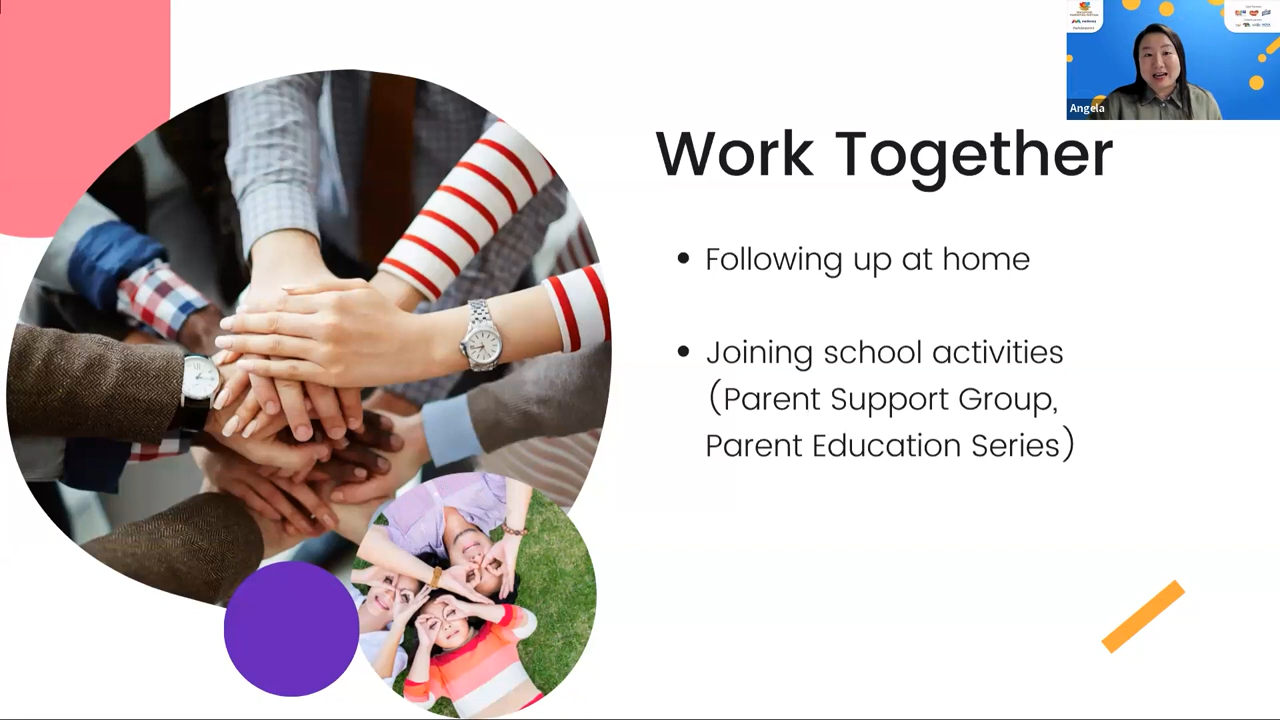 Work Together
• Following up at home
• Joining school activities
(Parent Support Group,
Parent Education Series)
Angela